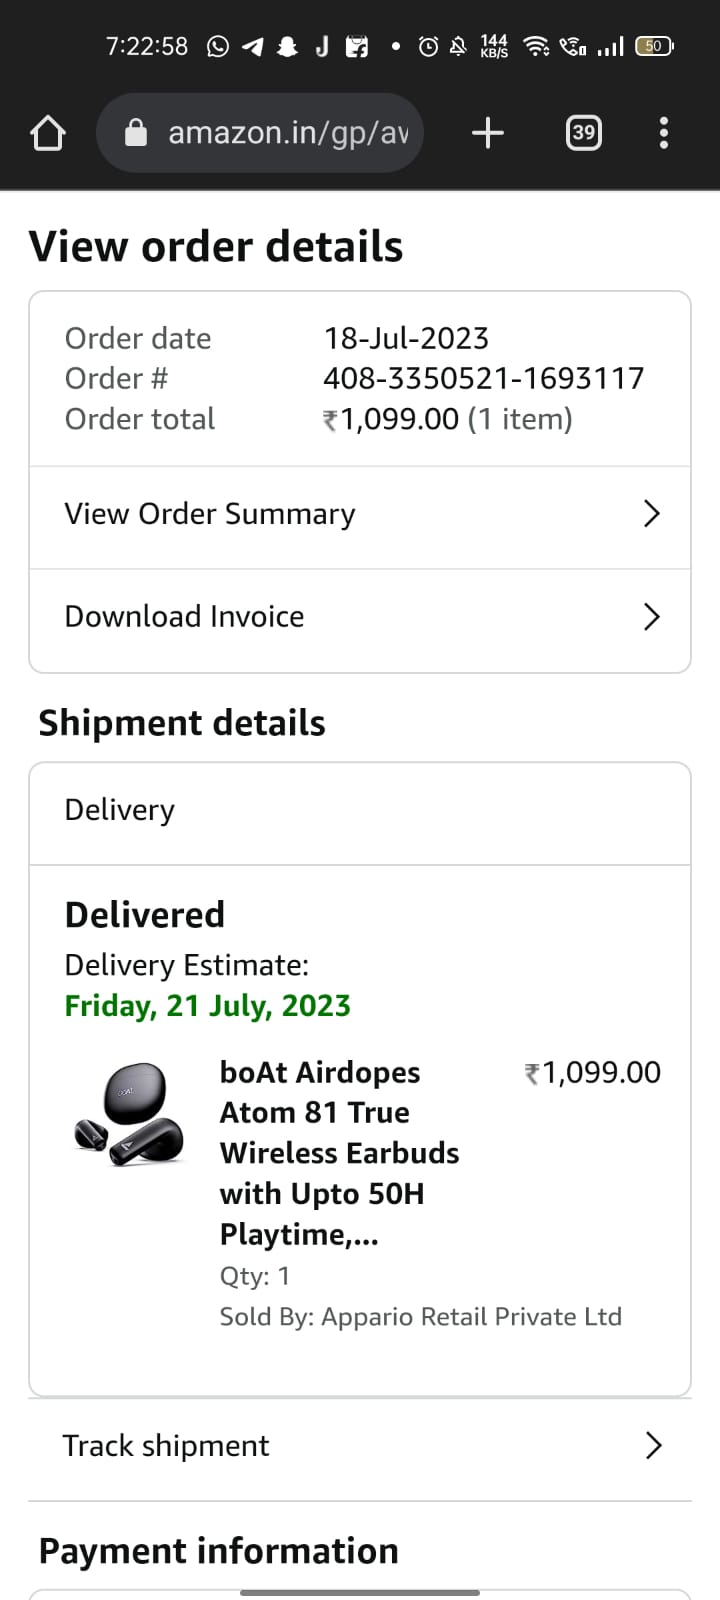 7:22:58 J 144 KB/S 50
amazon.in/gp/av 39
View order details
Order date 18-Jul-2023
Order # 408-3350521-1693117
Order total ₹1,099.00 (1 item)
View Order Summary
Download Invoice
Shipment details
Delivery
Delivered
Delivery Estimate:
Friday, 21 July, 2023
boAt Airdopes ₹1,099.00
Atom 81 True
Wireless Earbuds
with Upto 50H
Playtime,...
Qty: 1
Sold By: Appario Retail Private Ltd
Track shipment
Payment information